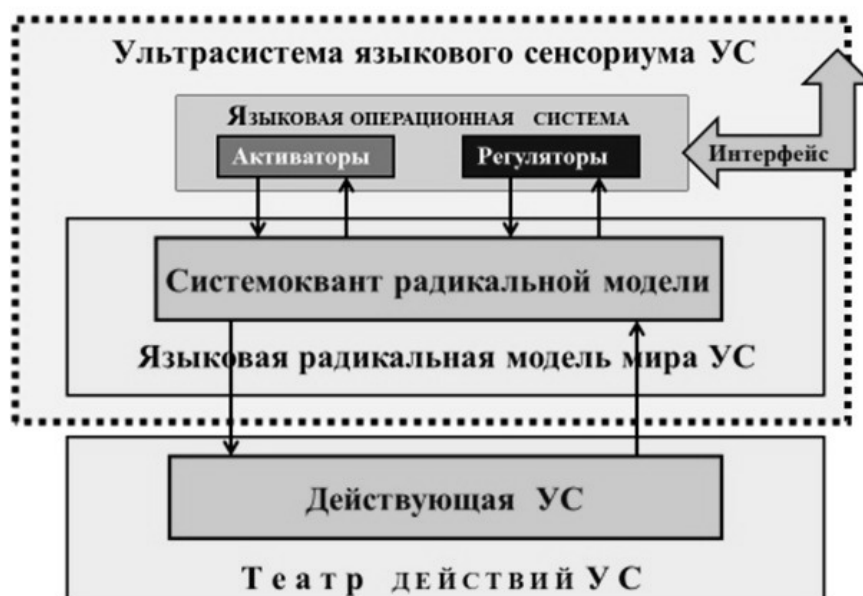 Ультрасистема языкового сенсориума УС
Языковая операционная система
Активаторы
Регуляторы
Интерфейс
Системоквант радикальной модели
Языковая радикальная модель мира УС
Действующая УС
Театр действий УС